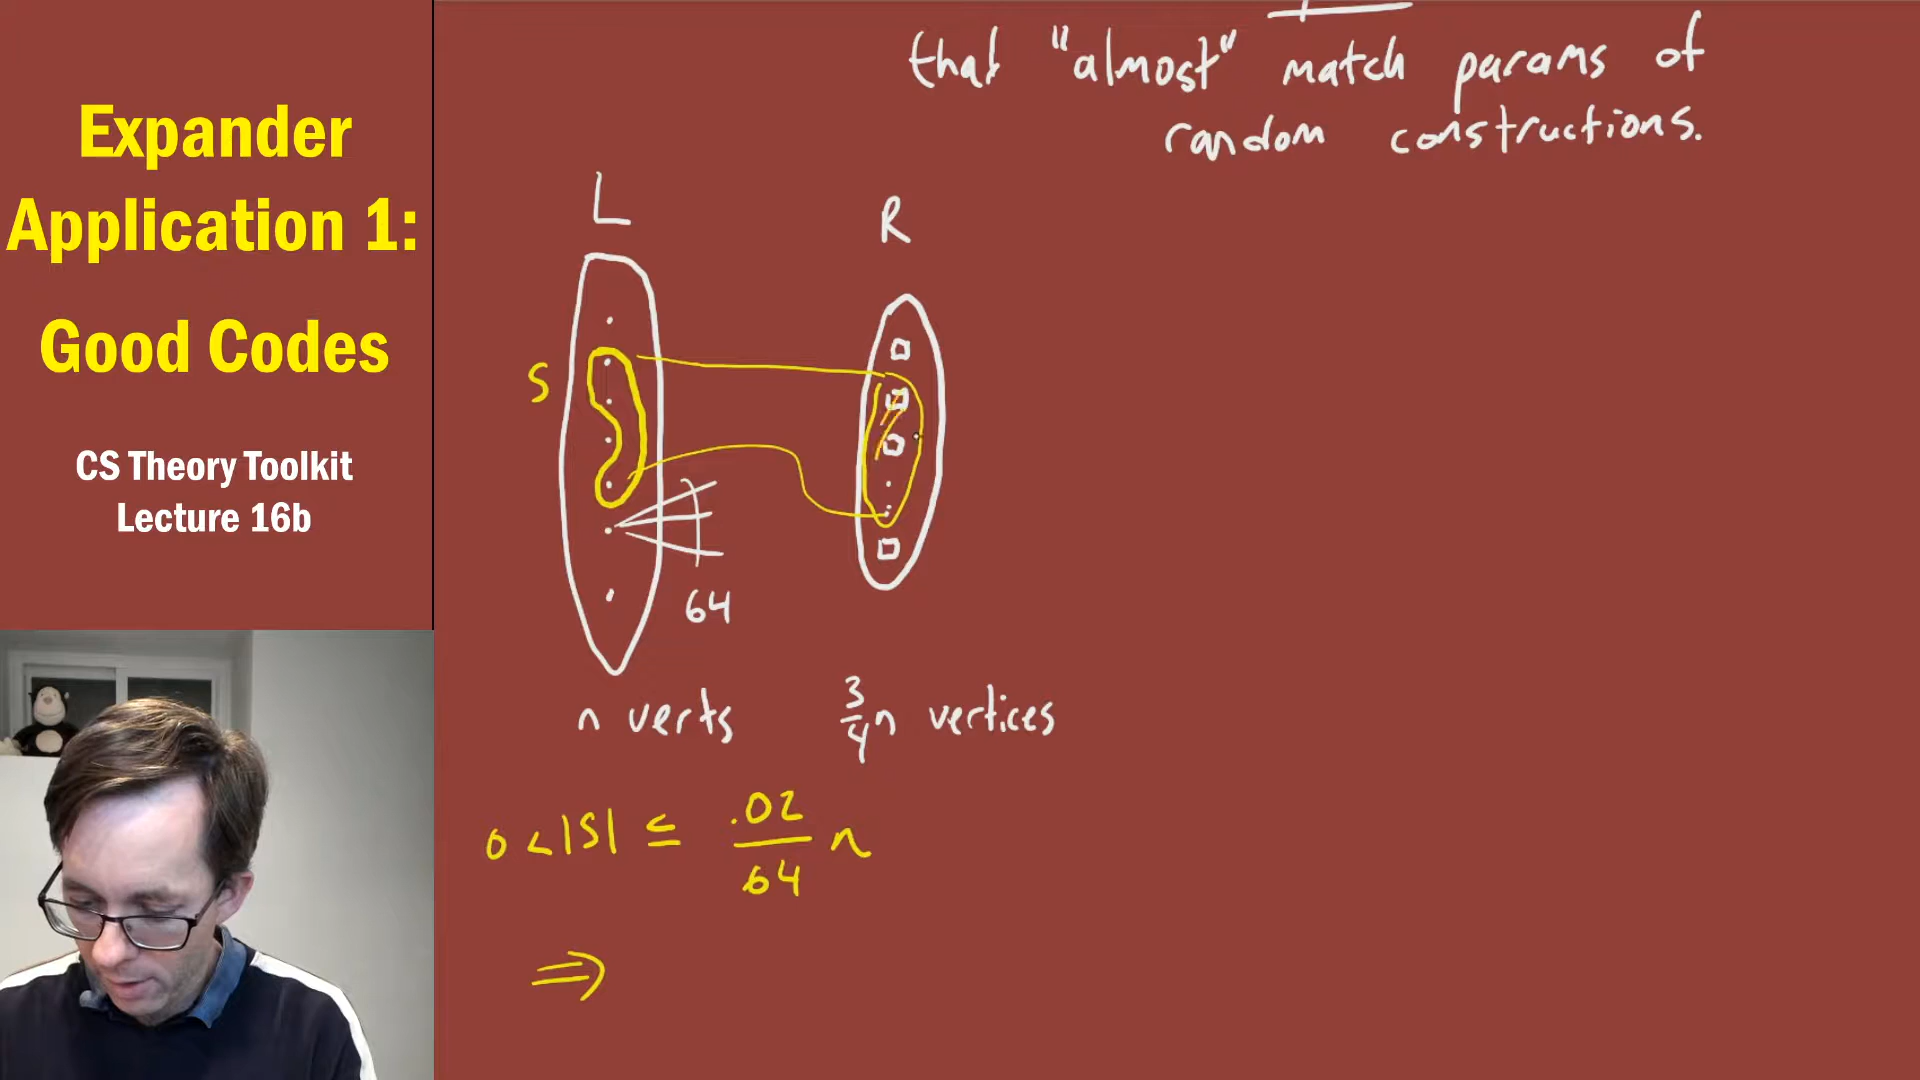 Expander
Application 1:
Good Codes
CS Theory Toolkit
Lecture 16b
that "almost" match params of
random constructions.
L
R
S
64
n verts
3/4 n vertices
0 < |S| ≤ .02/64 n
⇒